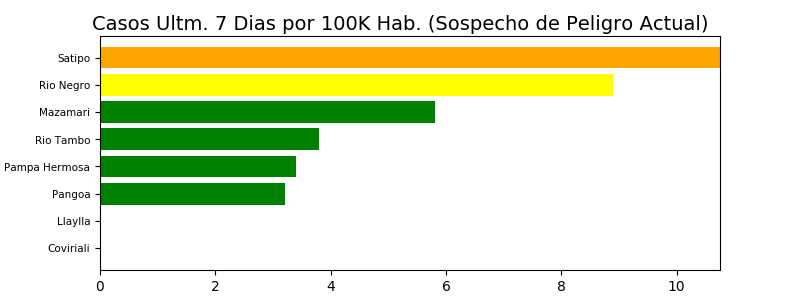 Casos Ultm. 7 Dias por 100K Hab. (Sospecho de Peligro Actual)
Satipo
Rio Negro
Mazamari
Rio Tambo
Pampa Hermosa
Pangoa
Llaylla
Coviriali
0 2 4 6 8 10